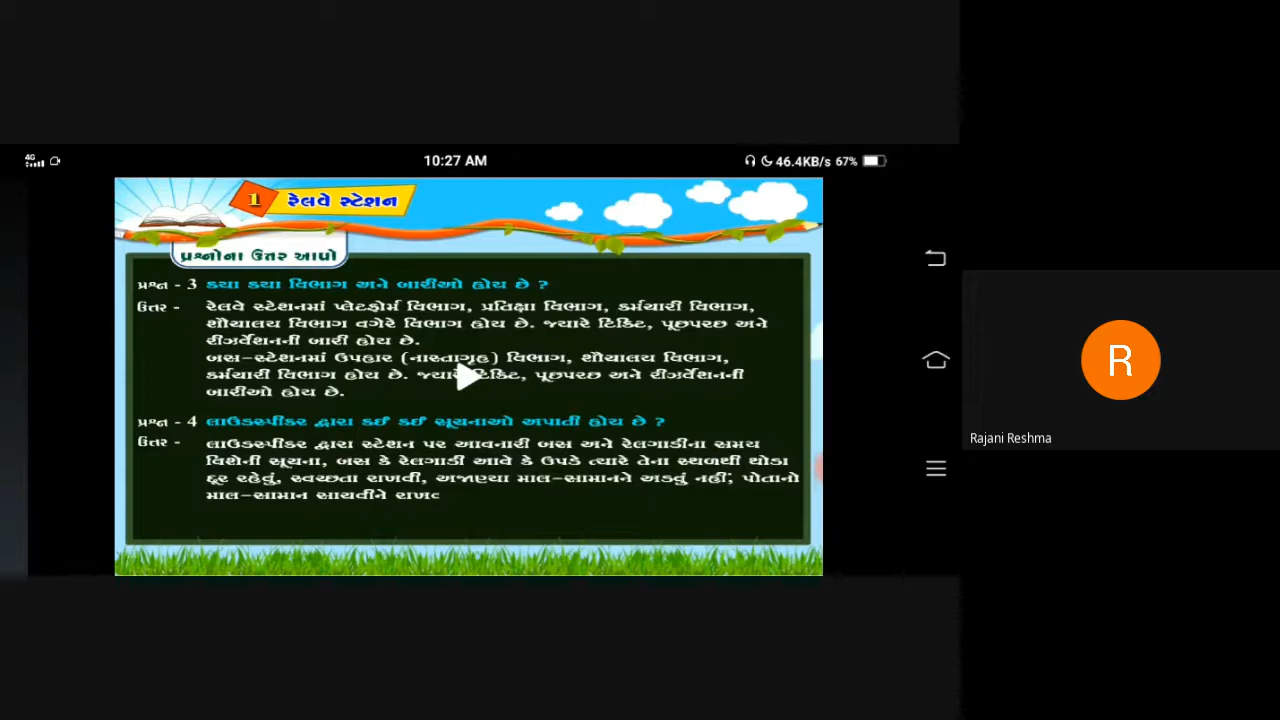 4G
10:27 AM
46.4KB/s 67%
1 રેલવે સ્ટેશન
પ્રશ્નોના ઉત્તર આપો
પ્રશ્ન - 3 કયા કયા વિભાગ અને બારીઓ હોય છે ?
ઉત્તર - રેલવે સ્ટેશનમાં પ્લેટફોર્મ વિભાગ, પ્રતિક્ષા વિભાગ, કર્મચારી વિભાગ,
શૌચાલય વિભાગ વગેરે વિભાગ હોય છે. જ્યારે ટિકિટ, પૂછપરછ અને
રીઝર્વેશનની બારી હોય છે.
બસ-સ્ટેશનમાં ઉપહાર (નાસ્તાગૃહ) વિભાગ, શૌચાલય વિભાગ,
કર્મચારી વિભાગ હોય છે. જ્યારે ટિકિટ, પૂછપરછ અને રીઝર્વેશનની
બારીઓ હોય છે.
પ્રશ્ન - 4 લાઉડસ્પીકર દ્વારા કઈ કઈ સૂચનાઓ અપાતી હોય છે ?
ઉત્તર - લાઉડસ્પીકર દ્વારા સ્ટેશન પર આવનારી બસ અને રેલગાડીના સમય
વિશેની સૂચના, બસ કે રેલગાડી આવે કે ઉપડે ત્યારે તેના સ્થળથી થોડા
દૂર રહેવું, સ્વચ્છતા રાખવી, અજાણ્યા માલ-સામાનને અડવું નહીં; પોતાનો
માલ-સામાન સાચવીને
R
Rajani Reshma